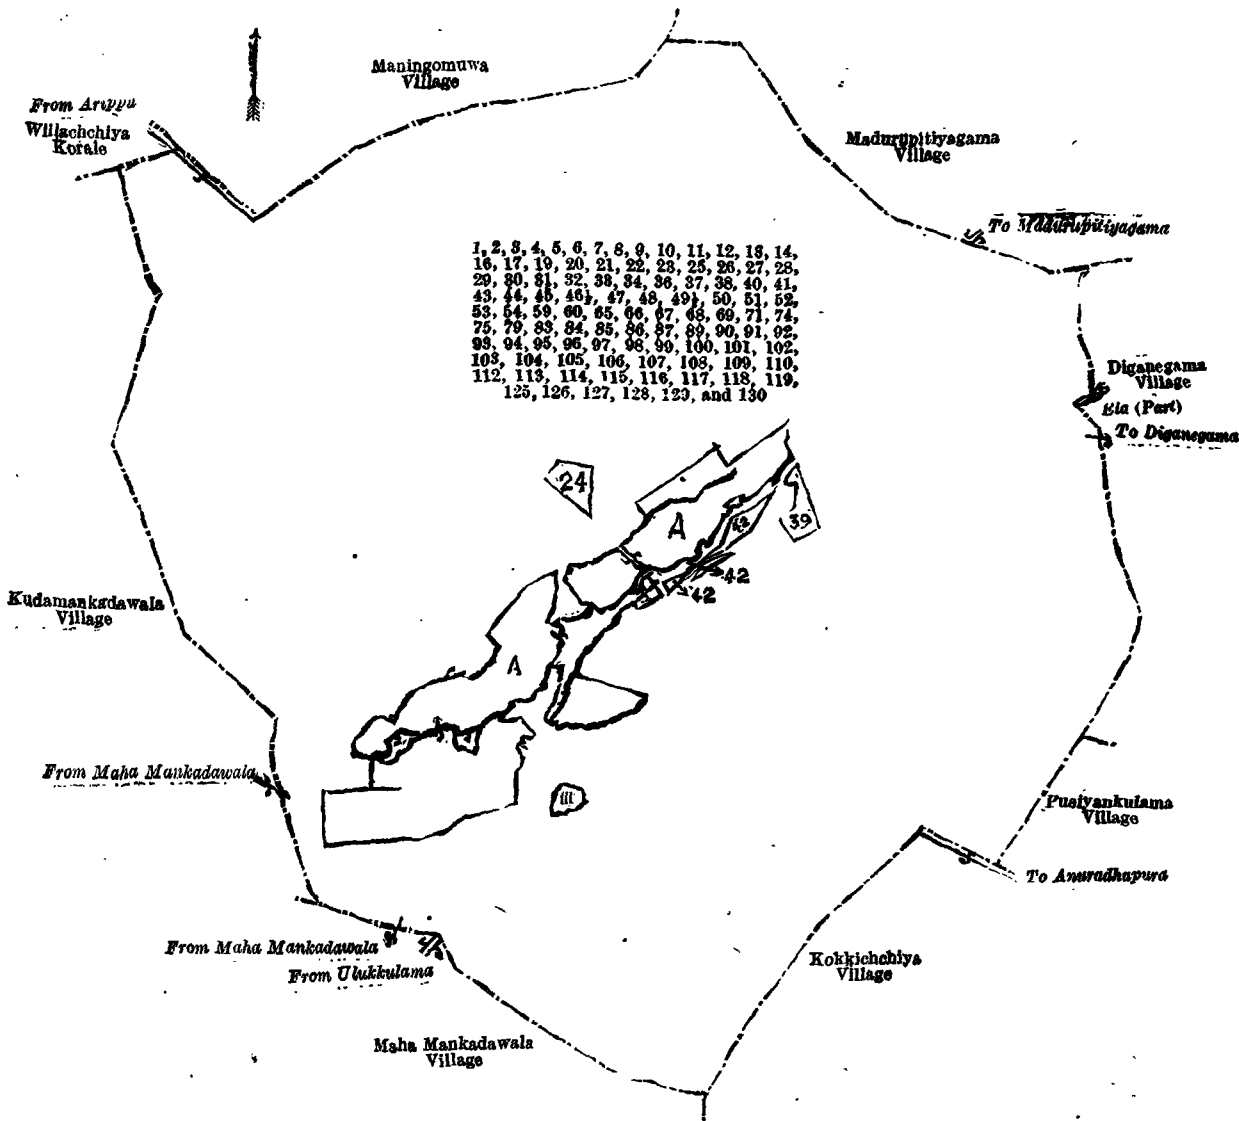 Maningomuwa
Village
From Arippu
Willachchiya
Korale
Madurupitiyagama
Village
To Madurupitiyagama
1, 2, 3, 4, 5, 6, 7, 8, 9, 10, 11, 12, 13, 14,
16, 17, 19, 20, 21, 22, 23, 25, 26, 27, 28,
29, 30, 31, 32, 33, 34, 36, 37, 38, 40, 41,
43, 44, 45, 46½, 47, 48, 49½, 50, 51, 52,
53, 54, 59, 60, 65, 66, 67, 68, 69, 71, 74,
75, 79, 83, 84, 85, 86, 87, 89, 90, 91, 92,
93, 94, 95, 96, 97, 98, 99, 100, 101, 102,
103, 104, 105, 106, 107, 108, 109, 110,
112, 113, 114, 115, 116, 117, 118, 119,
125, 126, 127, 128, 129, and 130
Diganegama
Village
Ela (Part)
To Diganegama
24
A
42
39
42
42
Kudamankadawala
Village
A
From Maha Mankadawala
111
Pusiyankulama
Village
To Anuradhapura
From Maha Mankadawala
From Ulukkulama
Kokkichchiya
Village
Maha Mankadawala
Village